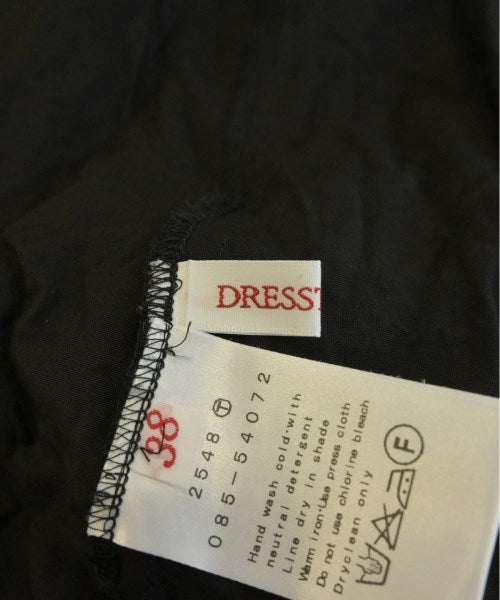 DRESST
38
2548 Ⓣ
085-54072
Hand wash cold·with
neutral detergent
Line dry in shade
Warm iron·Use press cloth
Do not use chlorine bleach
Dryclean only
F